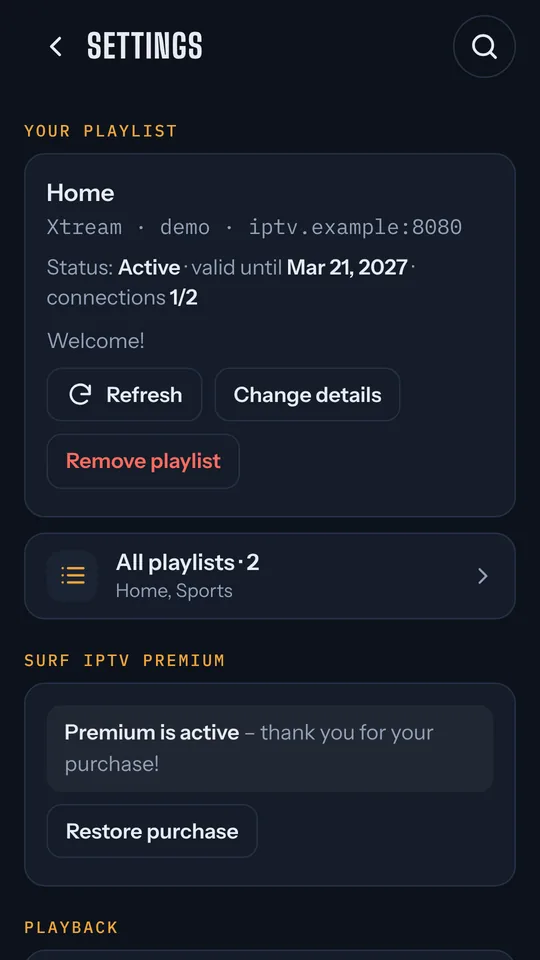 SETTINGS
YOUR PLAYLIST
Home
Xtream · demo · iptv.example:8080
Status: Active · valid until Mar 21, 2027 ·
connections 1/2
Welcome!
Refresh
Change details
Remove playlist
All playlists · 2
Home, Sports
SURF IPTV PREMIUM
Premium is active – thank you for your
purchase!
Restore purchase
PLAYBACK